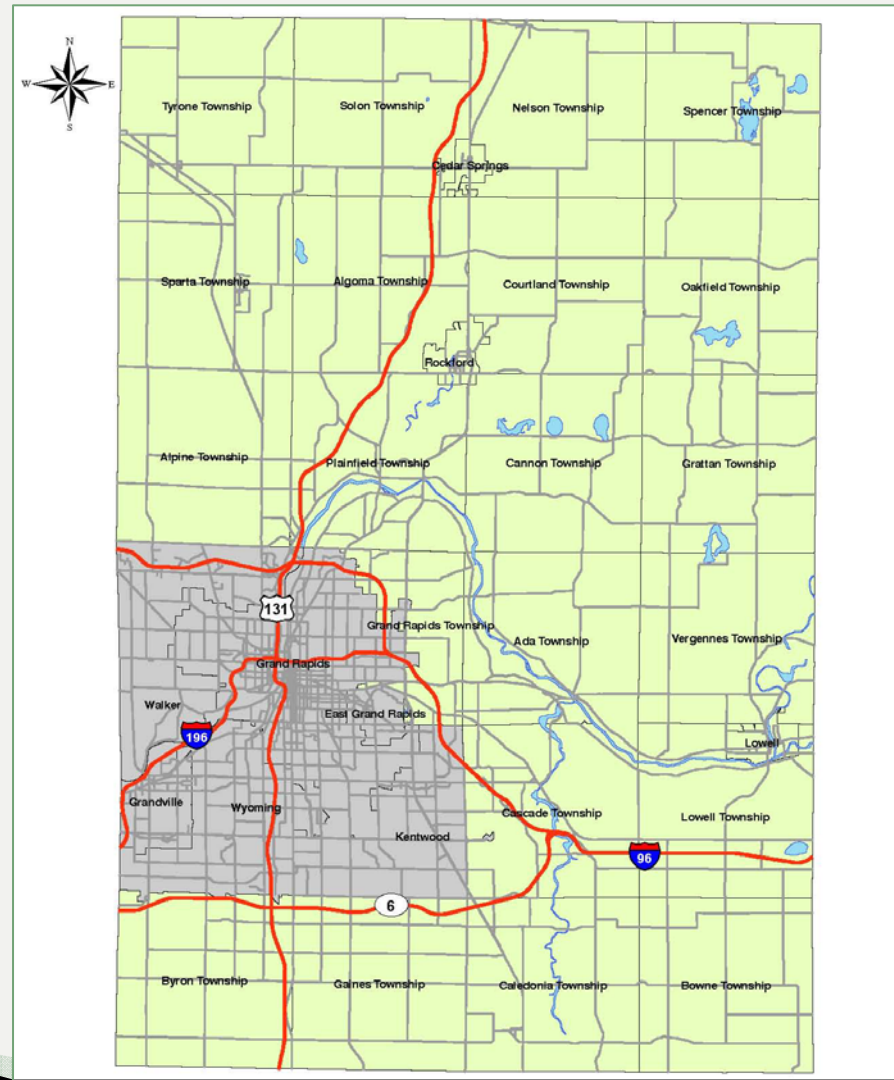 N
W E
S
Tyrone Township
Solon Township
Nelson Township
Spencer Township
Cedar Springs
Sparta Township
Algoma Township
Courtland Township
Oakfield Township
Rockford
Alpine Township
Plainfield Township
Cannon Township
Grattan Township
131
Grand Rapids Township
Ada Township
Vergennes Township
Grand Rapids
Walker
East Grand Rapids
196
Lowell
Grandville
Wyoming
Cascade Township
Lowell Township
Kentwood
96
6
Byron Township
Gaines Township
Caledonia Township
Bowne Township